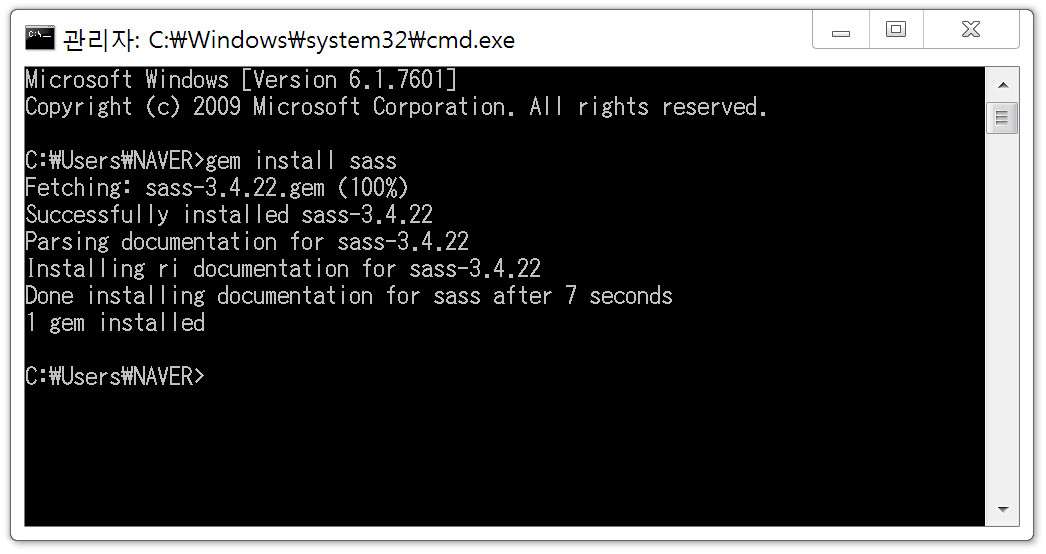 관리자: C:₩Windows₩system32₩cmd.exe
Microsoft Windows [Version 6.1.7601]
Copyright (c) 2009 Microsoft Corporation. All rights reserved.
C:₩Users₩NAVER>gem install sass
Fetching: sass-3.4.22.gem (100%)
Successfully installed sass-3.4.22
Parsing documentation for sass-3.4.22
Installing ri documentation for sass-3.4.22
Done installing documentation for sass after 7 seconds
1 gem installed
C:₩Users₩NAVER>